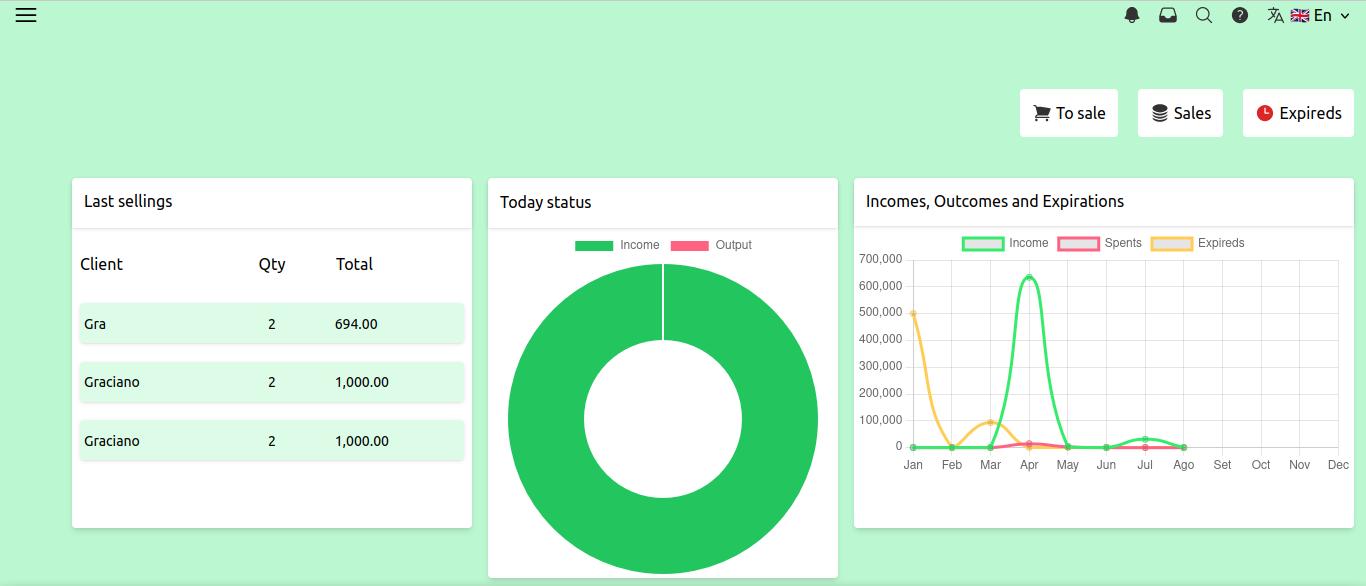 En
To sale
Sales
Expireds
Last sellings
Client Qty Total
Gra 2 694.00
Graciano 2 1,000.00
Graciano 2 1,000.00
Today status
Income Output
Incomes, Outcomes and Expirations
Income Spents Expireds
700,000
600,000
500,000
400,000
300,000
200,000
100,000
0
Jan Feb Mar Apr May Jun Jul Ago Set Oct Nov Dec